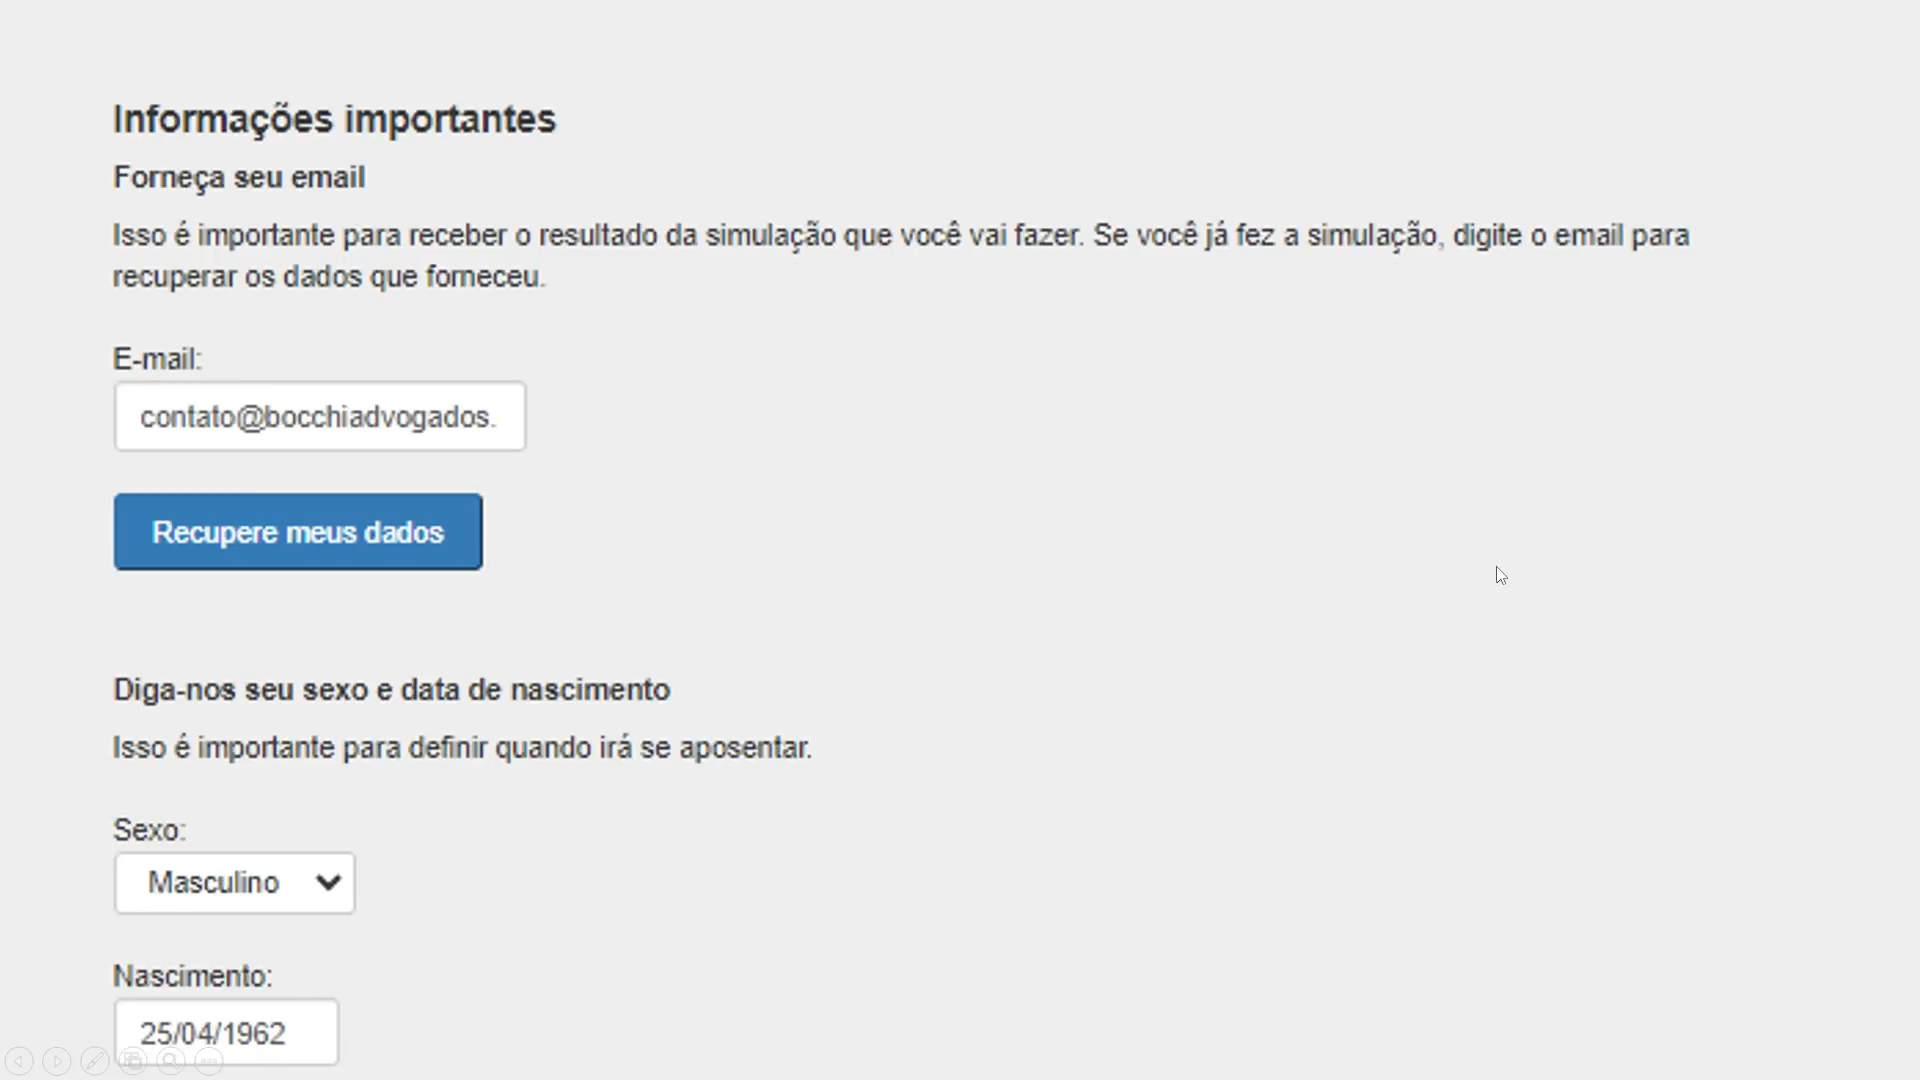 Informações importantes
Forneça seu email
Isso é importante para receber o resultado da simulação que você vai fazer. Se você já fez a simulação, digite o email para
recuperar os dados que forneceu.
E-mail:
contato@bocchiadvogados.
Recupere meus dados
Diga-nos seu sexo e data de nascimento
Isso é importante para definir quando irá se aposentar.
Sexo:
Masculino
Nascimento:
25/04/1962